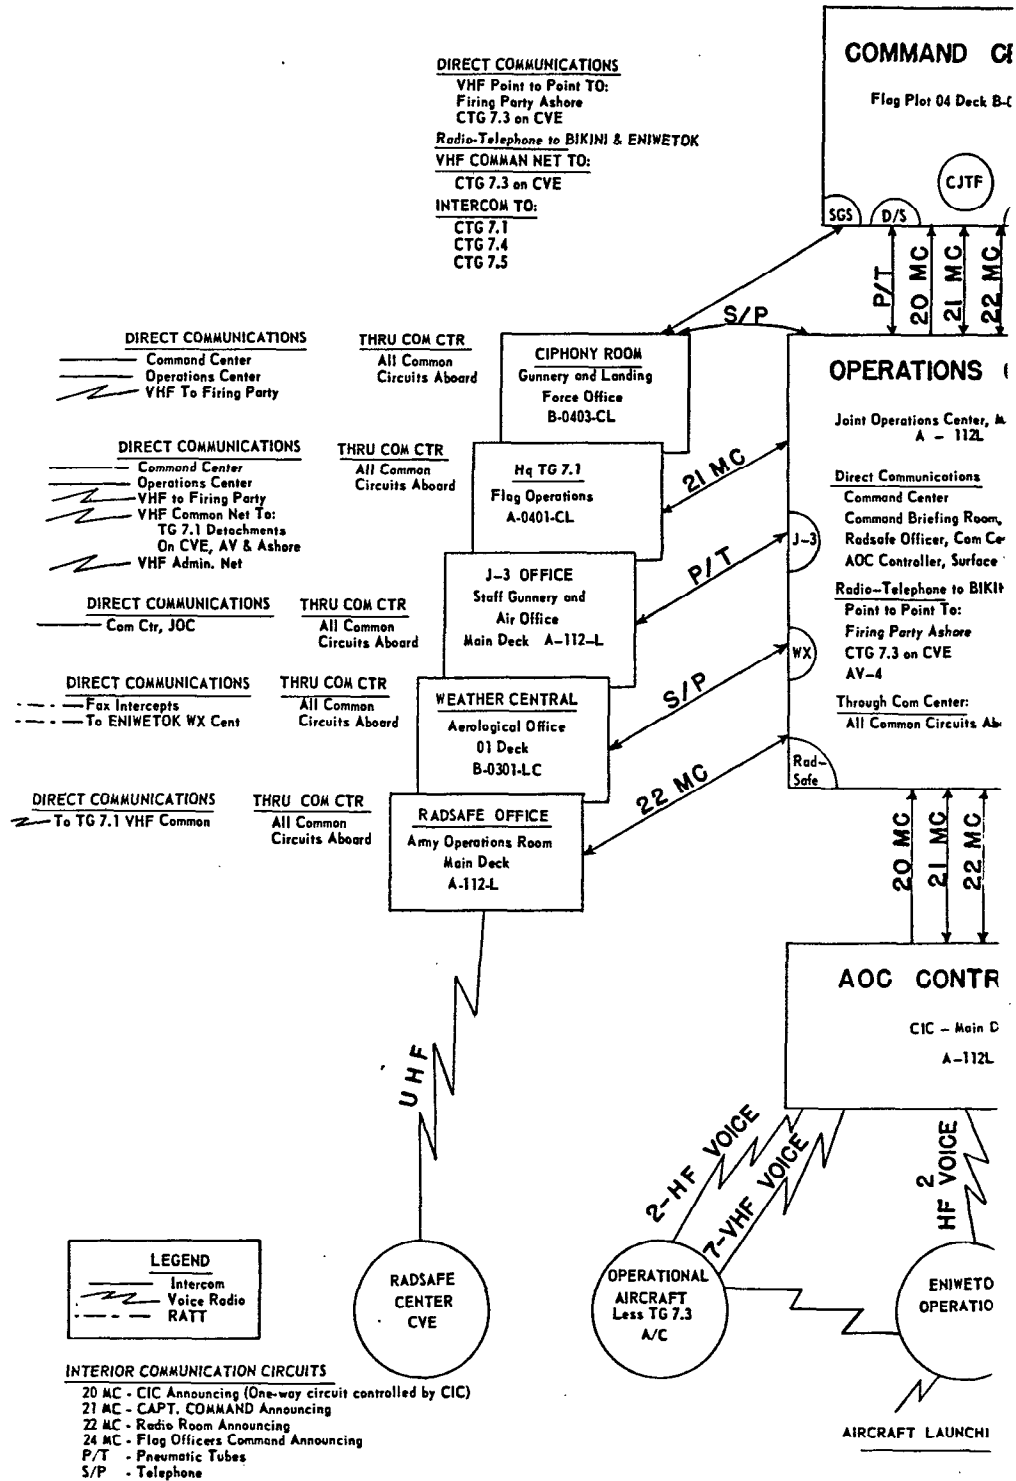 COMMAND
Flag Plot 04 Deck
CJTF
SGS
D/S
P/T
20 MC
21 MC
22 MC
DIRECT COMMUNICATIONS
VHF Point to Point TO:
Firing Party Ashore
CTG 7.3 on CVE
Radio-Telephone to BIKINI & ENIWETOK
VHF COMMAN NET TO:
CTG 7.3 on CVE
INTERCOM TO:
CTG 7.1
CTG 7.4
CTG 7.5
S/P
DIRECT COMMUNICATIONS
Command Center
Operations Center
VHF To Firing Party
THRU COM CTR
All Common
Circuits Aboard
CIPHONY ROOM
Gunnery and Landing
Force Office
B-0403-CL
DIRECT COMMUNICATIONS
Command Center
Operations Center
VHF to Firing Party
VHF Common Net To:
TG 7.1 Detachments
On CVE, AV & Ashore
VHF Admin. Net
THRU COM CTR
All Common
Circuits Aboard
Hq TG 7.1
Flag Operations
A-0401-CL
21 MC
DIRECT COMMUNICATIONS
Com Ctr, JOC
THRU COM CTR
All Common
Circuits Aboard
J-3 OFFICE
Staff Gunnery and
Air Office
Main Deck A-112-L
P/T
DIRECT COMMUNICATIONS
Fax Intercepts
To ENIWETOK WX Cent
THRU COM CTR
All Common
Circuits Aboard
WEATHER CENTRAL
Aerological Office
01 Deck
B-0301-LC
S/P
DIRECT COMMUNICATIONS
To TG 7.1 VHF Common
THRU COM CTR
All Common
Circuits Aboard
RADSAFE OFFICE
Army Operations Room
Main Deck
A-112-L
22 MC
OPERATIONS
Joint Operations Center,
A - 112L
Direct Communications
Command Center
Command Briefing Room,
Radsafe Officer, Com
AOC Controller, Surface
Radio-Telephone to
Point to Point To:
Firing Party Ashore
CTG 7.3 on CVE
AV-4
Through Com Center:
All Common Circuits
J-3
WX
Rad-
Safe
20 MC
21 MC
22 MC
AOC
CIC - Main
A-112L
UHF
2-HF VOICE
7-VHF VOICE
2
HF VOICE
RADSAFE
CENTER
CVE
OPERATIONAL
AIRCRAFT
Less TG 7.3
A/C
ENIWETO
OPERATIO
AIRCRAFT LAUNCHI
LEGEND
Intercom
Voice Radio
RATT
INTERIOR COMMUNICATION CIRCUITS
20 MC - CIC Announcing (One-way circuit controlled by CIC)
21 MC - CAPT. COMMAND Announcing
22 MC - Radio Room Announcing
24 MC - Flag Officers Command Announcing
P/T - Pneumatic Tubes
S/P - Telephone